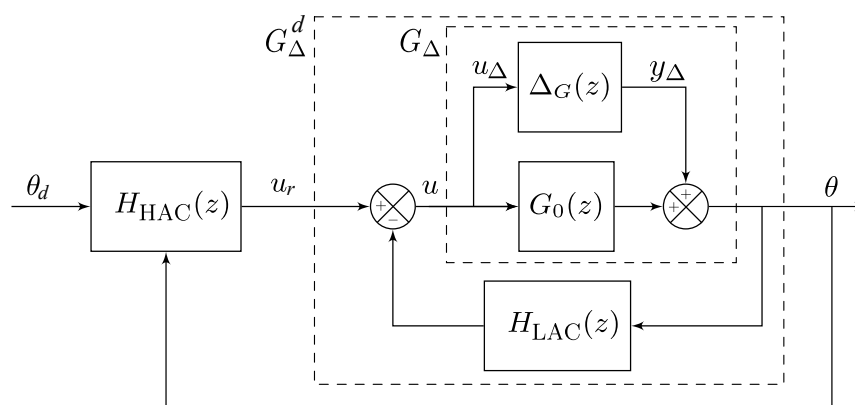 G_Δ^d
G_Δ
u_Δ
Δ_G(z)
y_Δ
θ_d
H_HAC(z)
u_r
+
−
u
G_0(z)
+
+
θ
H_LAC(z)